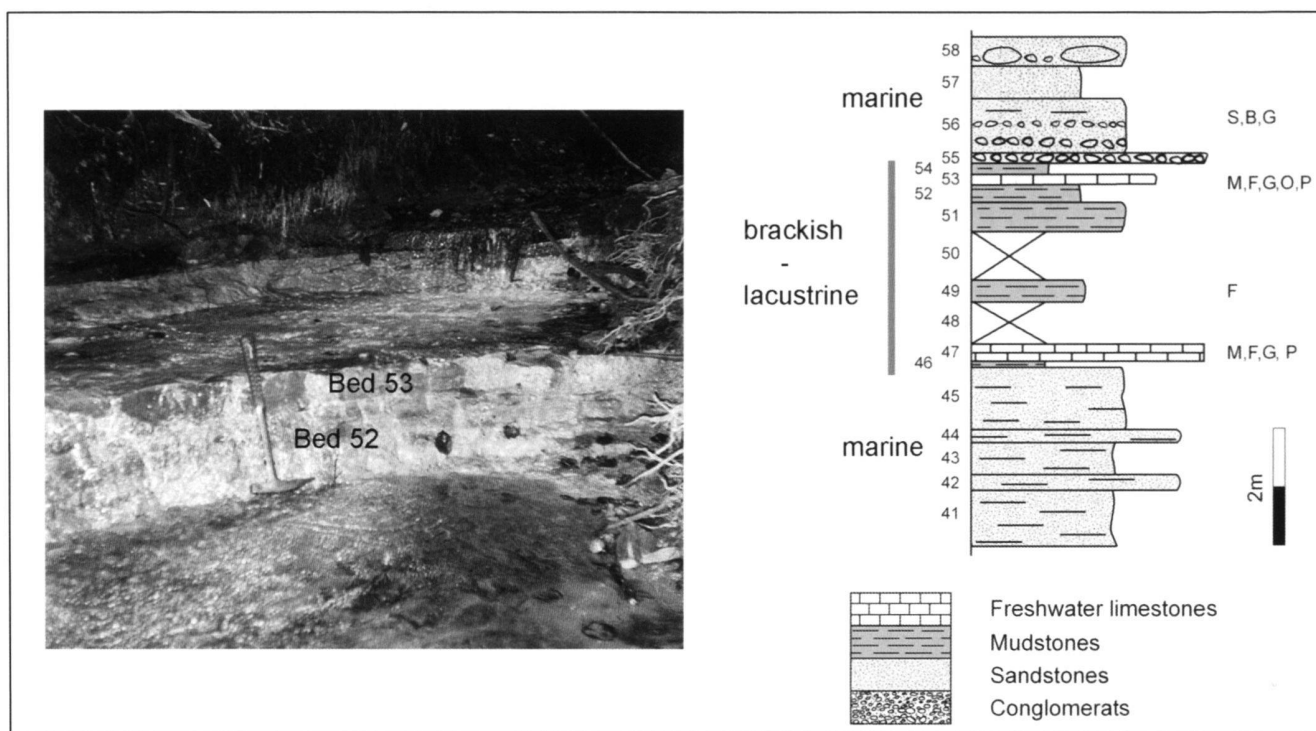 Bed 53
Bed 52
marine
brackish
-
lacustrine
marine
58
57
56
55
54
53
52
51
50
49
48
47
46
45
44
43
42
41
S,B,G
M,F,G,O,P
F
M,F,G, P
2m
Freshwater limestones
Mudstones
Sandstones
Conglomerats